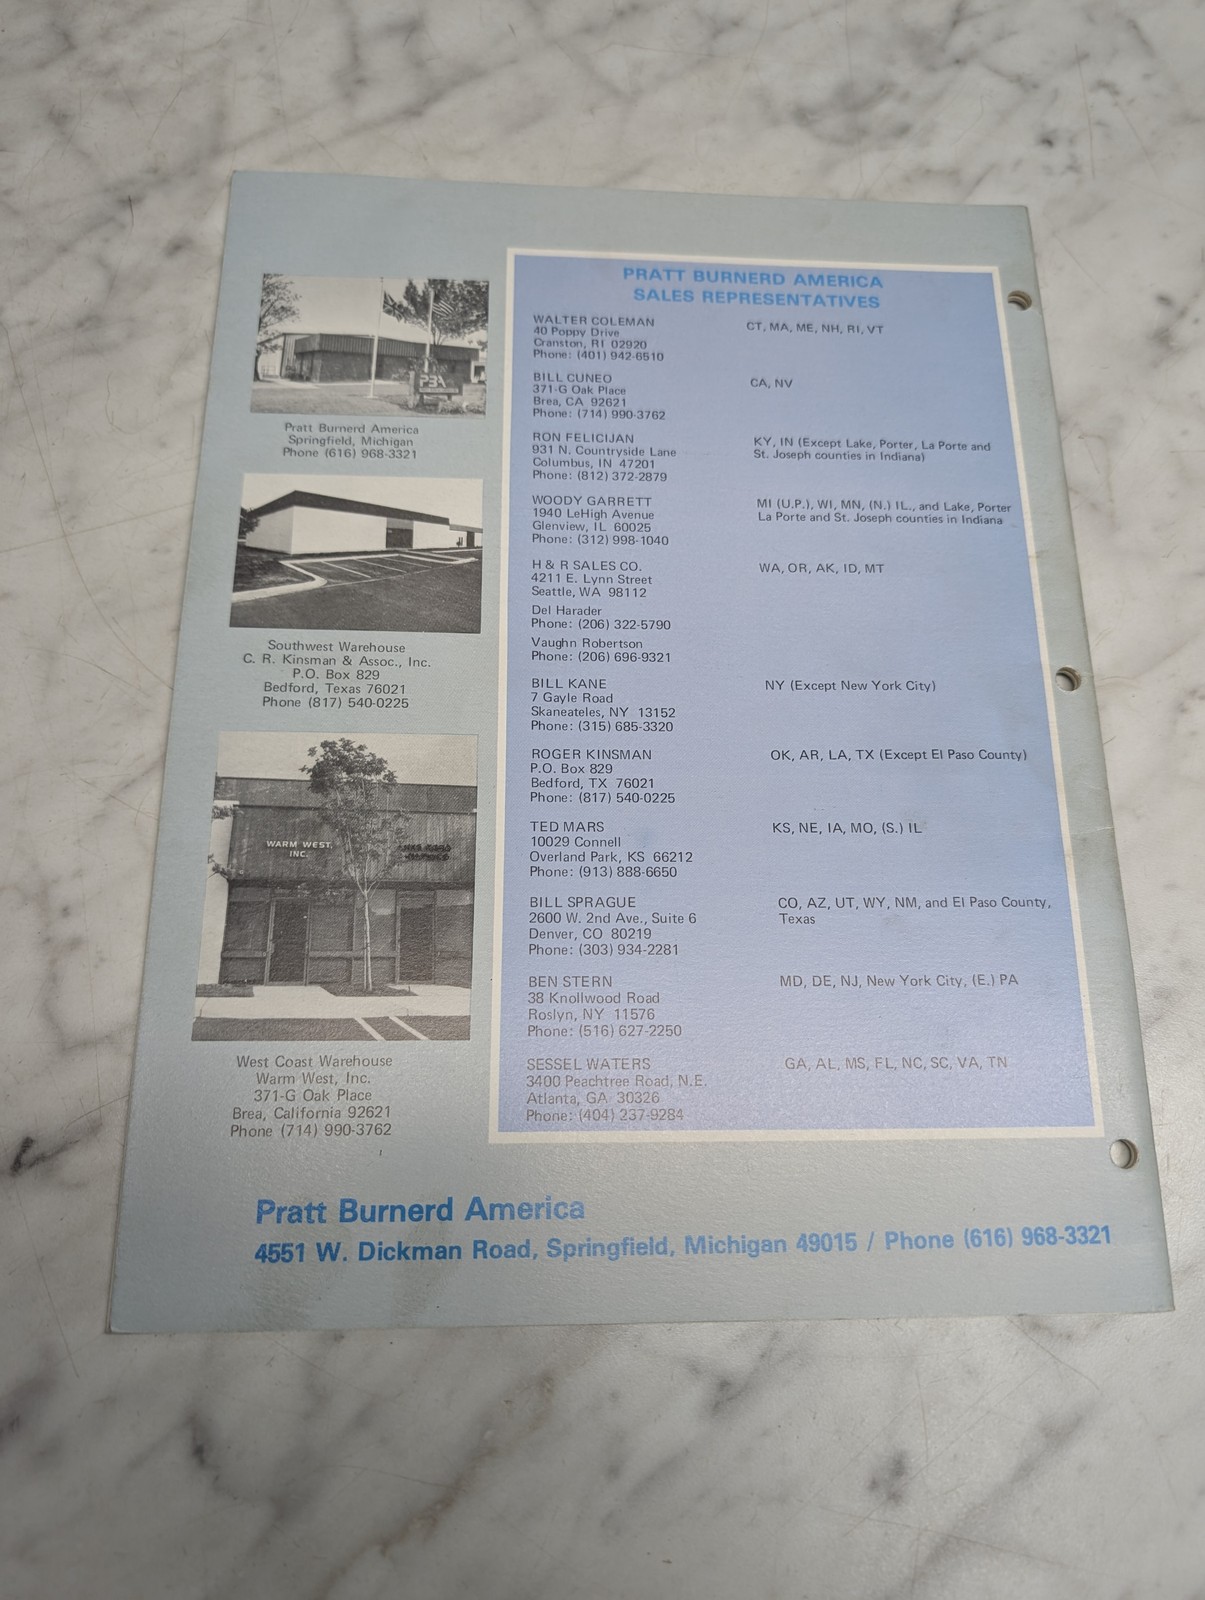 PBA
Pratt Burnerd America
Springfield, Michigan
Phone (616) 968-3321
Southwest Warehouse
C. R. Kinsman & Assoc., Inc.
P.O. Box 829
Bedford, Texas 76021
Phone (817) 540-0225
WARM WEST,
INC.
West Coast Warehouse
Warm West, Inc.
371-G Oak Place
Brea, California 92621
Phone (714) 990-3762
PRATT BURNERD AMERICA
SALES REPRESENTATIVES
WALTER COLEMAN CT, MA, ME, NH, RI, VT
40 Poppy Drive
Cranston, RI 02920
Phone: (401) 942-6510
BILL CUNEO CA, NV
371-G Oak Place
Brea, CA 92621
Phone: (714) 990-3762
RON FELICIJAN KY, IN (Except Lake, Porter, La Porte and
931 N. Countryside Lane St. Joseph counties in Indiana)
Columbus, IN 47201
Phone: (812) 372-2879
WOODY GARRETT MI (U.P.), WI, MN, (N.) IL., and Lake, Porter
1940 LeHigh Avenue La Porte and St. Joseph counties in Indiana
Glenview, IL 60025
Phone: (312) 998-1040
H & R SALES CO. WA, OR, AK, ID, MT
4211 E. Lynn Street
Seattle, WA 98112
Del Harader
Phone: (206) 322-5790
Vaughn Robertson
Phone: (206) 696-9321
BILL KANE NY (Except New York City)
7 Gayle Road
Skaneateles, NY 13152
Phone: (315) 685-3320
ROGER KINSMAN OK, AR, LA, TX (Except El Paso County)
P.O. Box 829
Bedford, TX 76021
Phone: (817) 540-0225
TED MARS KS, NE, IA, MO, (S.) IL
10029 Connell
Overland Park, KS 66212
Phone: (913) 888-6650
BILL SPRAGUE CO, AZ, UT, WY, NM, and El Paso County,
2600 W. 2nd Ave., Suite 6 Texas
Denver, CO 80219
Phone: (303) 934-2281
BEN STERN MD, DE, NJ, New York City, (E.) PA
38 Knollwood Road
Roslyn, NY 11576
Phone: (516) 627-2250
SESSEL WATERS GA, AL, MS, FL, NC, SC, VA, TN
3400 Peachtree Road, N.E.
Atlanta, GA 30326
Phone: (404) 237-9284
Pratt Burnerd America
4551 W. Dickman Road, Springfield, Michigan 49015 / Phone (616) 968-3321